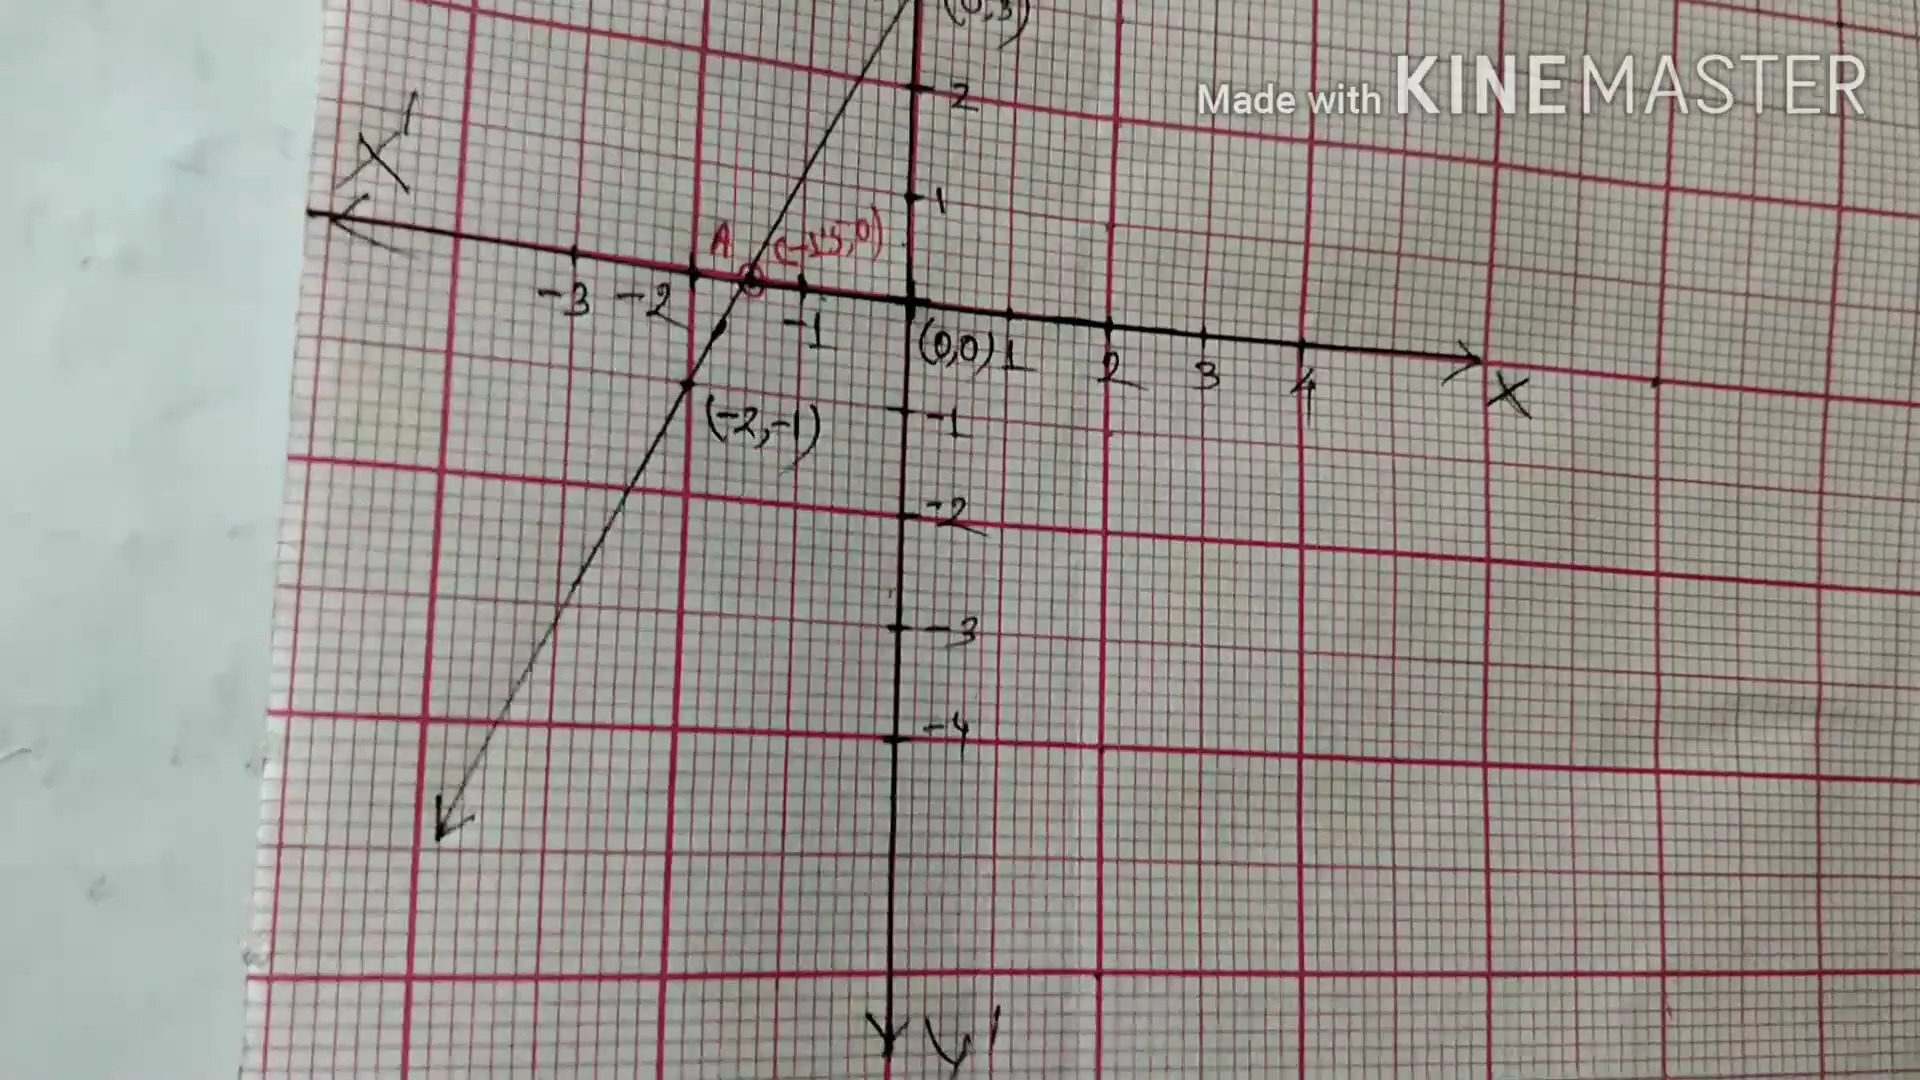 (0,3)
Made with KINEMASTER
2
X'
1
A (-1.5,0)
-3 -2 -1 (0,0) 1 2 3 4 X
(-2,-1) -1
-2
-3
-4
Y'